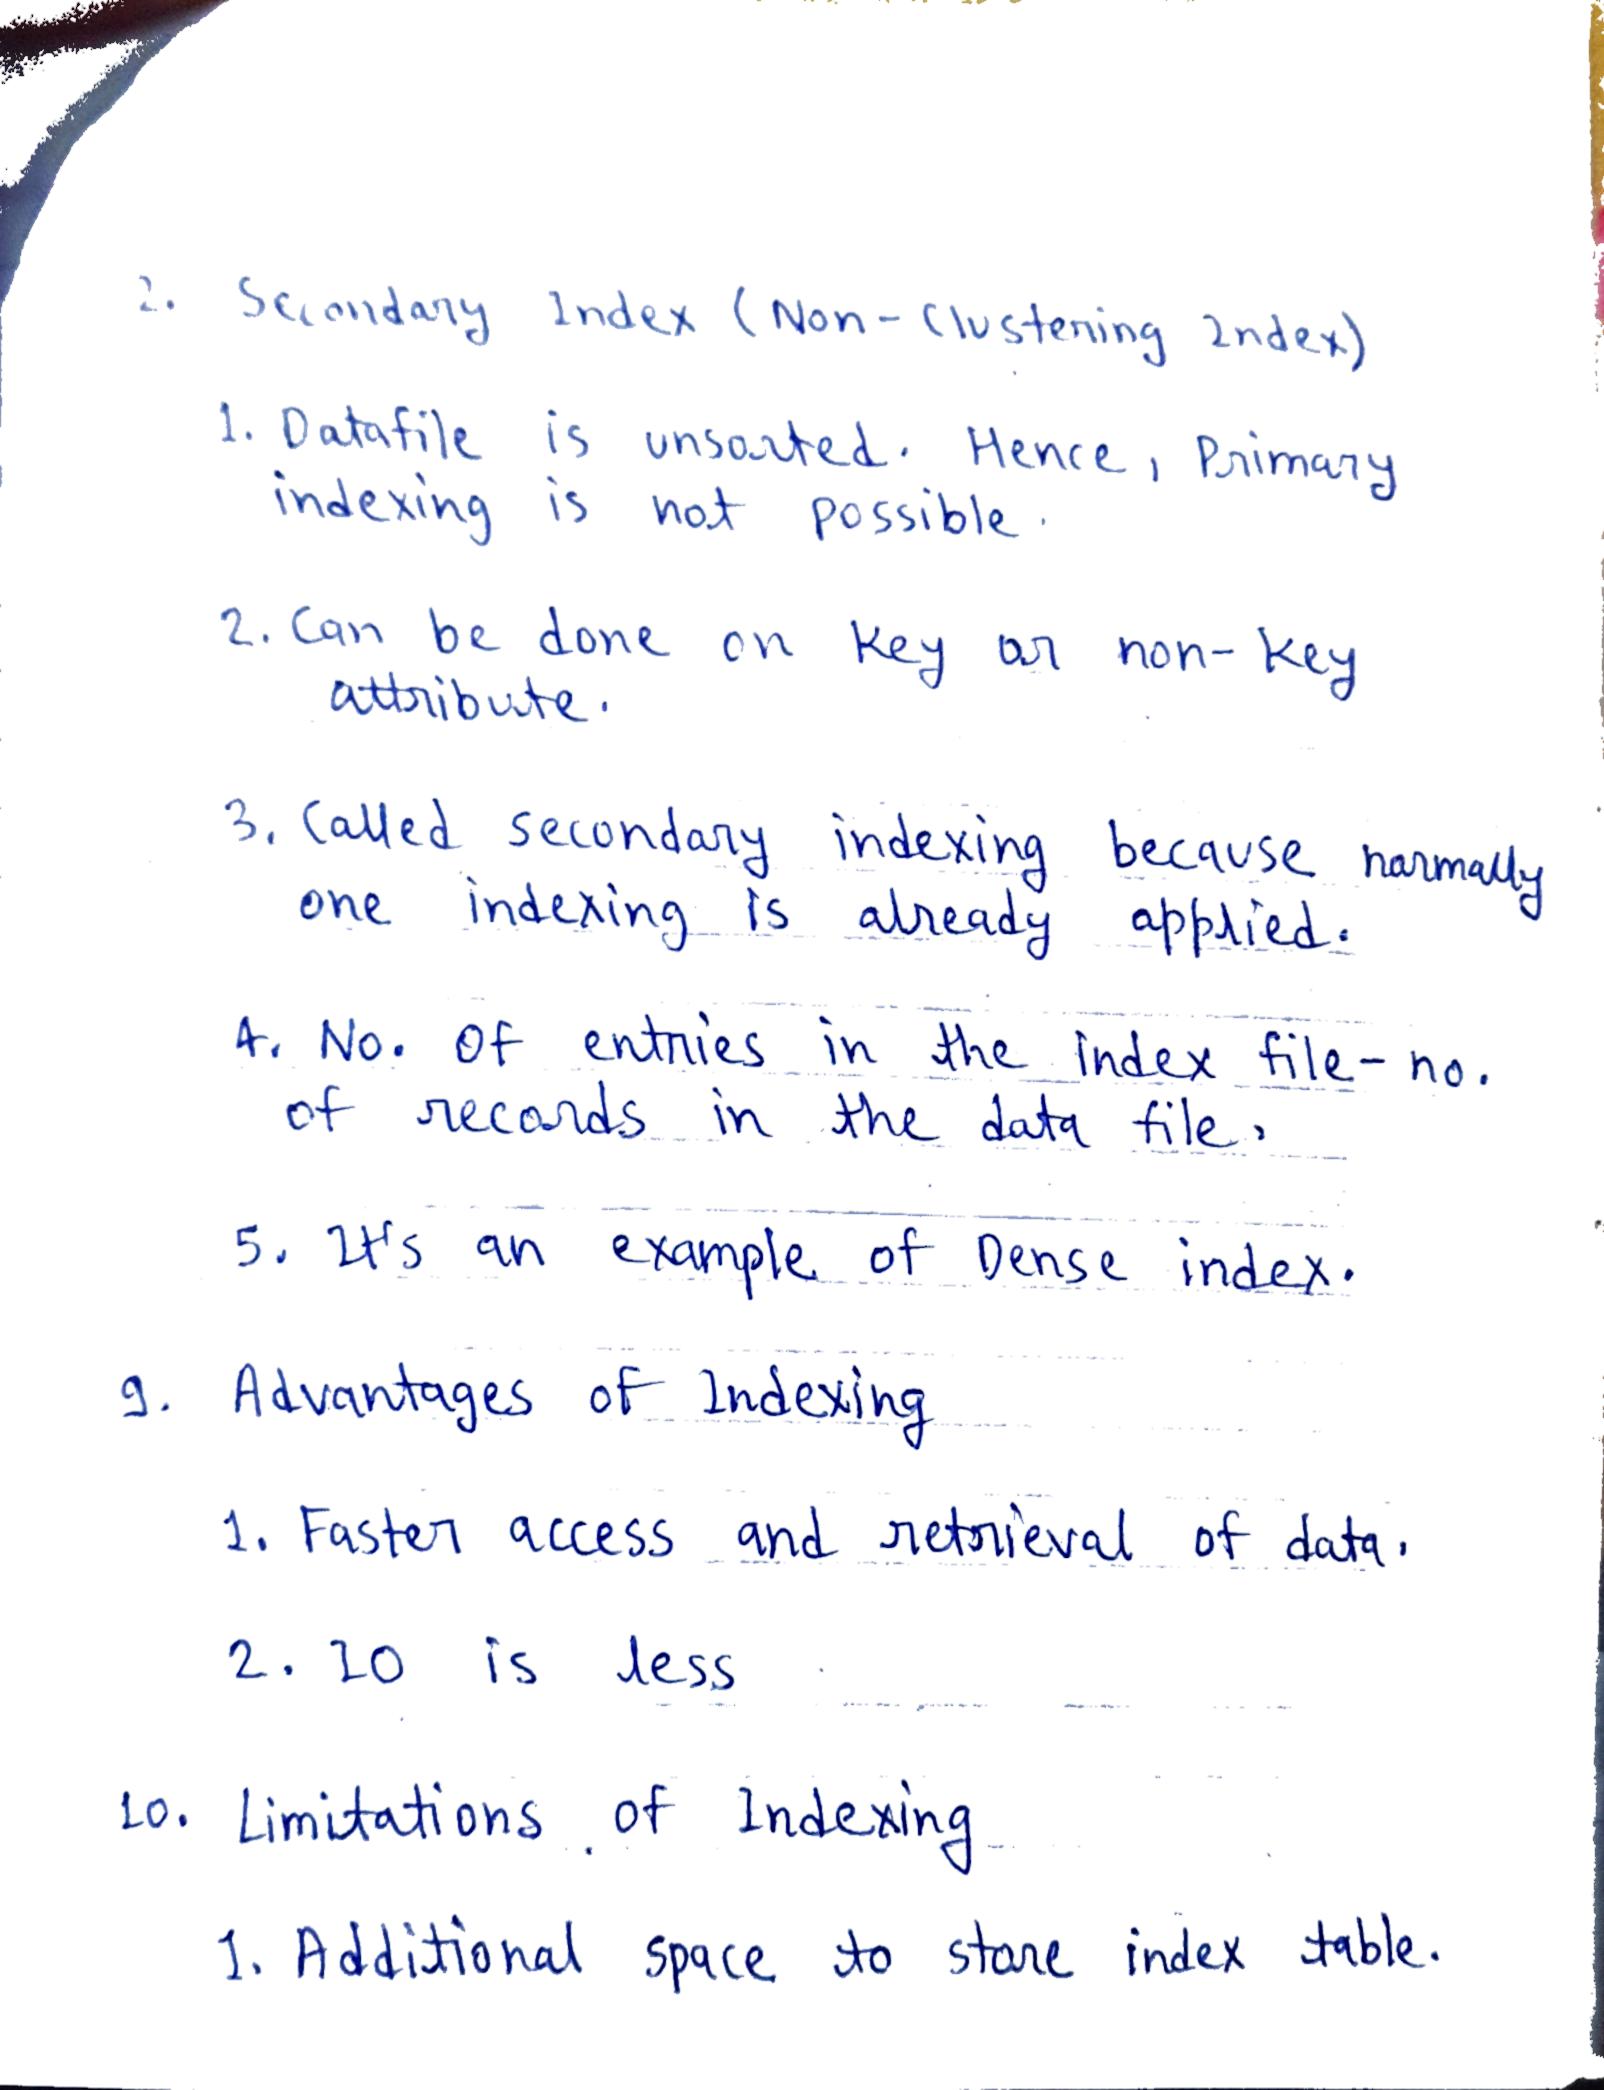 2. Secondary Index (Non-Clustering Index)
1. Datafile is unsorted. Hence, Primary
indexing is not possible.
2. Can be done on key or non-key
attribute.
3. Called secondary indexing because normally
one indexing is already applied.
4. No. of entries in the index file - no.
of records in the data file.
5. It's an example of Dense index.
9. Advantages of Indexing
1. Faster access and retrieval of data.
2. IO is less
10. Limitations of Indexing
1. Additional space to store index table.